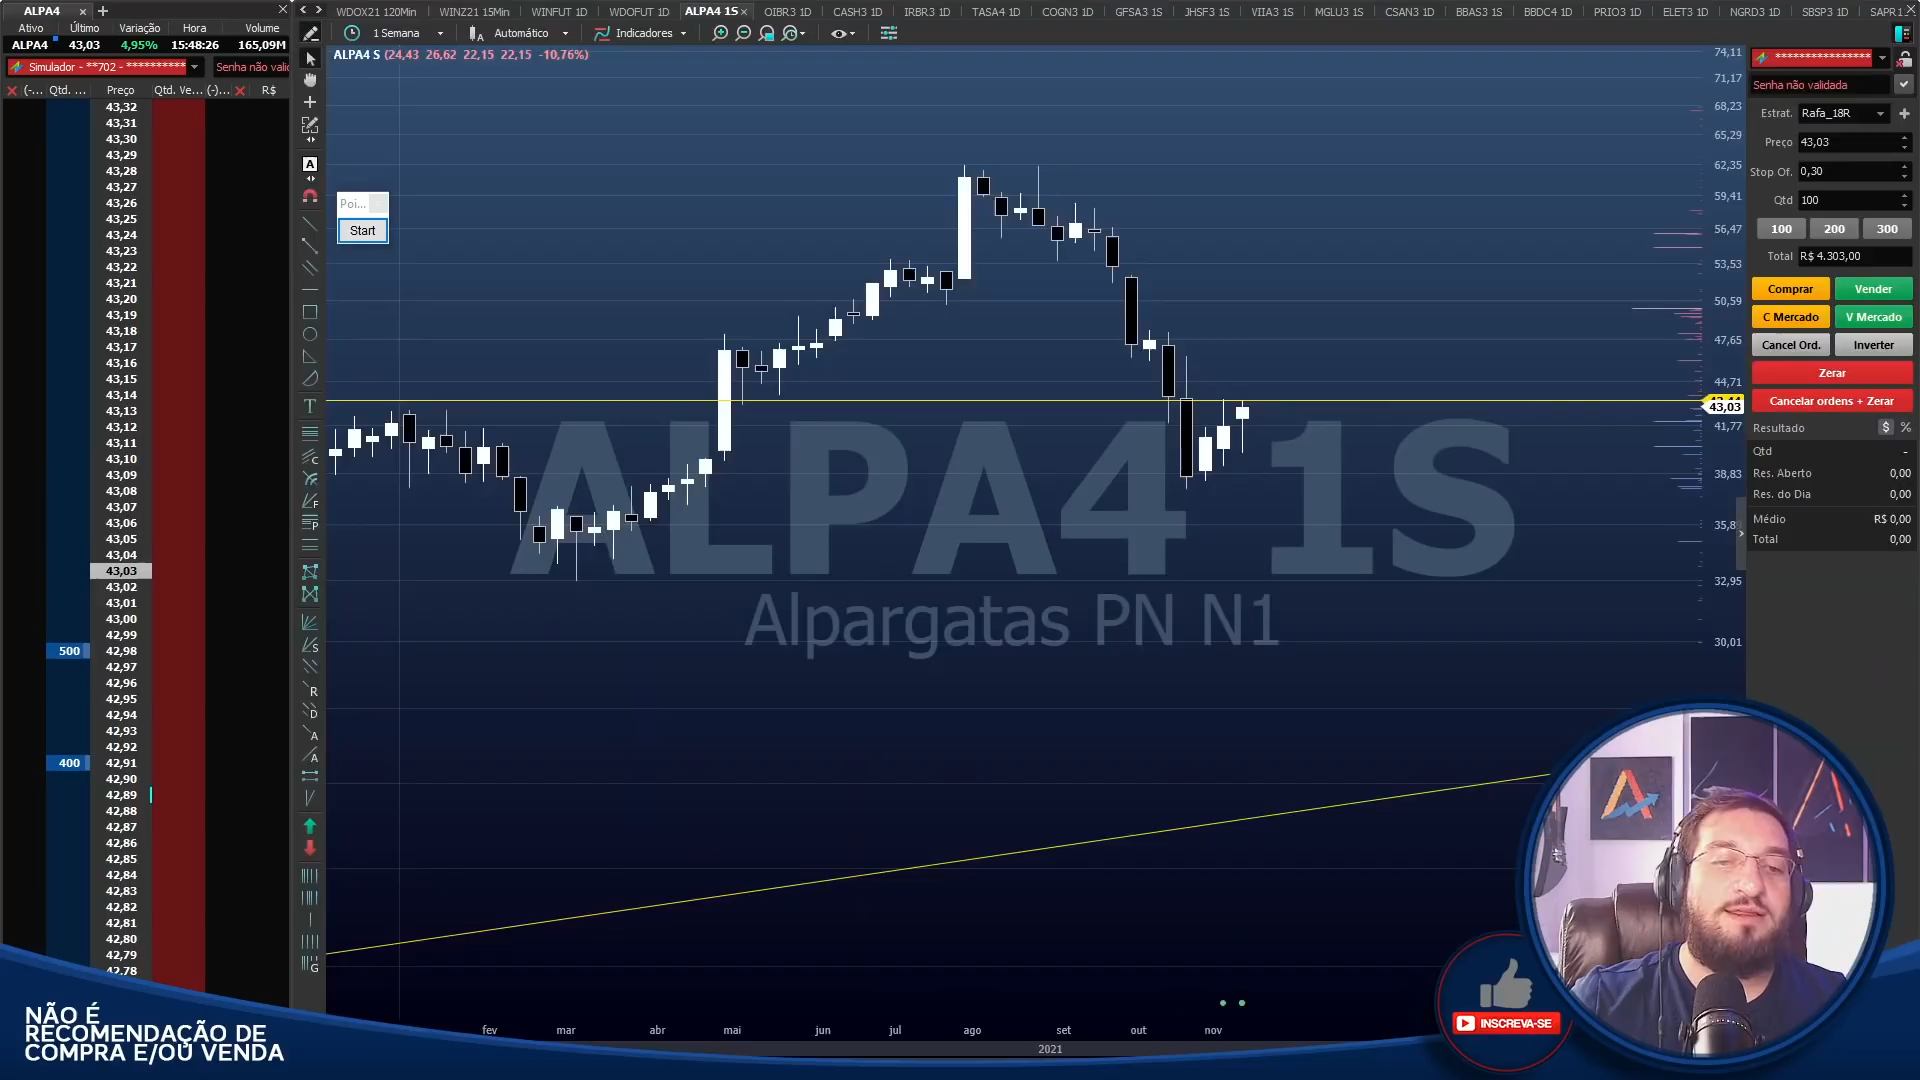 ALPA4
WDOX21 120Min WINZ21 15Min WINFUT 1D WDOFUT 1D ALPA4 1S OIBR3 1D CASH3 1D IRBR3 1D TASA4 1D COGN3 1D GFSA3 1S JHSF3 1S VIIA3 1S MGLU3 1S CSAN3 1D BBAS3 1S BBDC4 1D PRIO3 1D ELET3 1D NGRD3 1D SBSP3 1D SAPR1
Ativo Último Variação Hora Volume
ALPA4 43,03 4,95% 15:48:26 165,09M
1 Semana Automático Indicadores
Simulador - **702 - ********** Senha não valid
(-... Qtd. ... Preço Qtd. Ve... (-)... R$
ALPA4 S (24,43 26,62 22,15 22,15 -10,76%)
43,32
43,31
43,30
43,29
43,28
43,27
43,26
43,25
43,24
43,23
43,22
43,21
43,20
43,19
43,18
43,17
43,16
43,15
43,14
43,13
43,12
43,11
43,10
43,09
43,08
43,07
43,06
43,05
43,04
43,03
43,02
43,01
43,00
42,99
500 42,98
42,97
42,96
42,95
42,94
42,93
42,92
400 42,91
42,90
42,89
42,88
42,87
42,86
42,85
42,84
42,83
42,82
42,81
42,80
42,79
42,78
Poi...
Start
ALPA4 1S
Alpargatas PN N1
74,11
71,17
68,23
65,29
62,35
59,41
56,47
53,53
50,59
47,65
44,71
43,03
41,77
38,83
35,89
32,95
30,01
fev mar abr mai jun jul ago set out nov
2021
****************
Senha não validada
Estrat. Rafa_18R
Preço 43,03
Stop Of. 0,30
Qtd 100
100 200 300
Total R$ 4.303,00
Comprar Vender
C Mercado V Mercado
Cancel Ord. Inverter
Zerar
Cancelar ordens + Zerar
Resultado $ %
Qtd -
Res. Aberto 0,00
Res. do Dia 0,00
Médio R$ 0,00
Total 0,00
NÃO É
RECOMENDAÇÃO DE
COMPRA E/OU VENDA
INSCREVA-SE